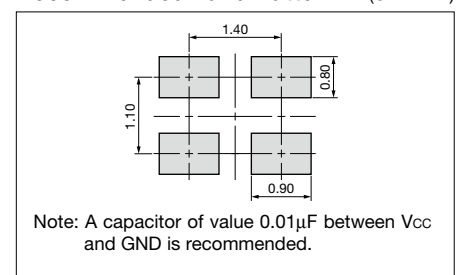 1.40
0.80
1.10
0.90
Note: A capacitor of value 0.01μF between Vcc
and GND is recommended.